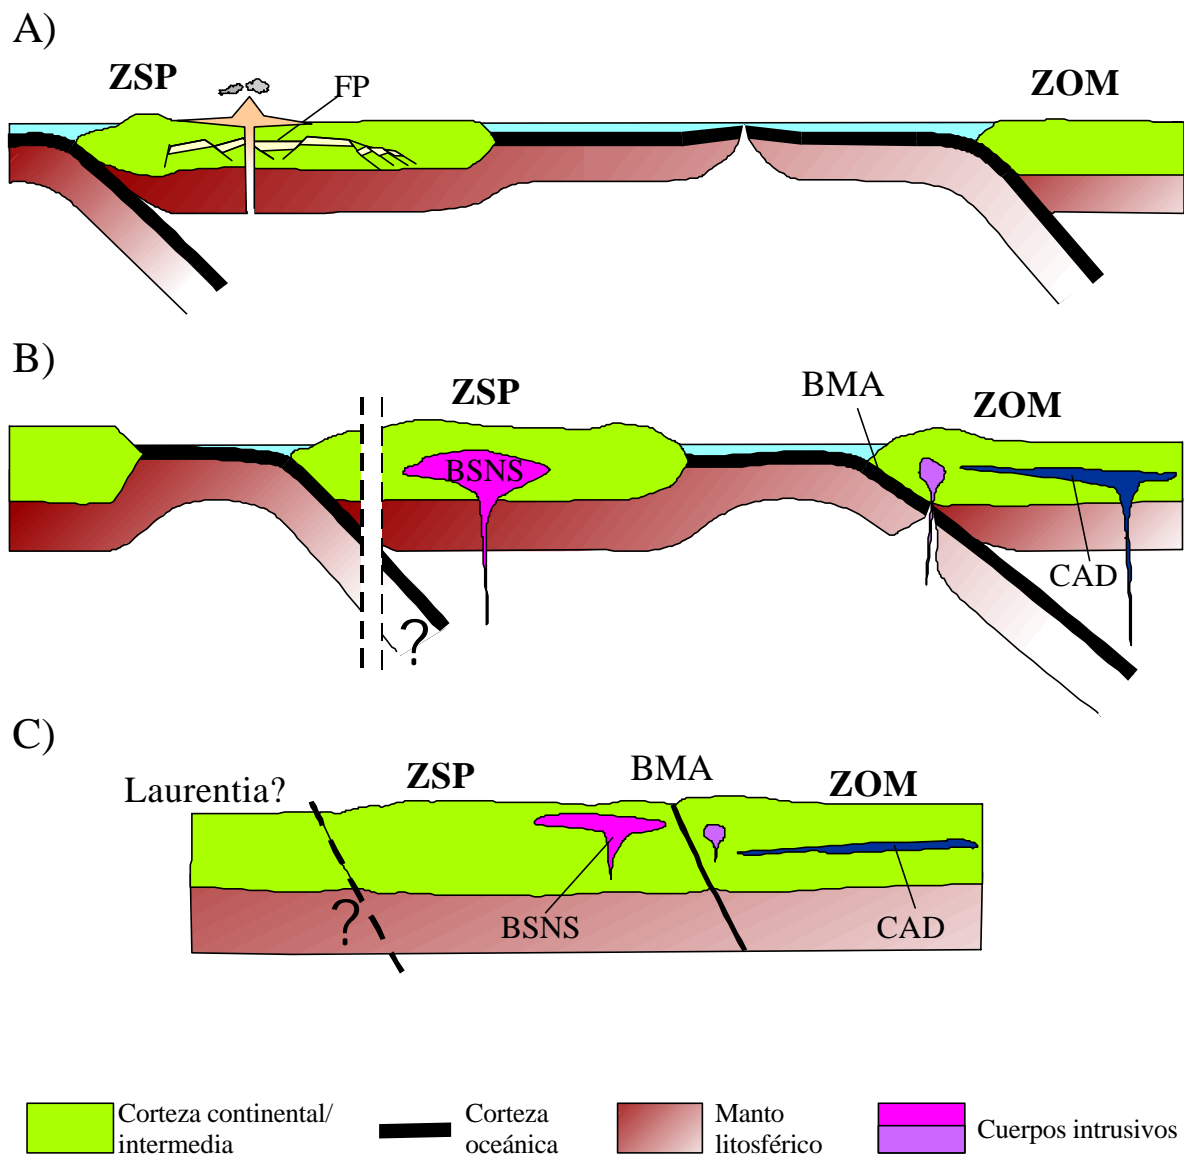 A)
ZSP
FP
ZOM
B)
ZSP
BMA
ZOM
BSNS
CAD
?
C)
Laurentia?
ZSP
BMA
ZOM
?
BSNS
CAD
Corteza continental/
intermedia
Corteza
oceánica
Manto
litosférico
Cuerpos intrusivos